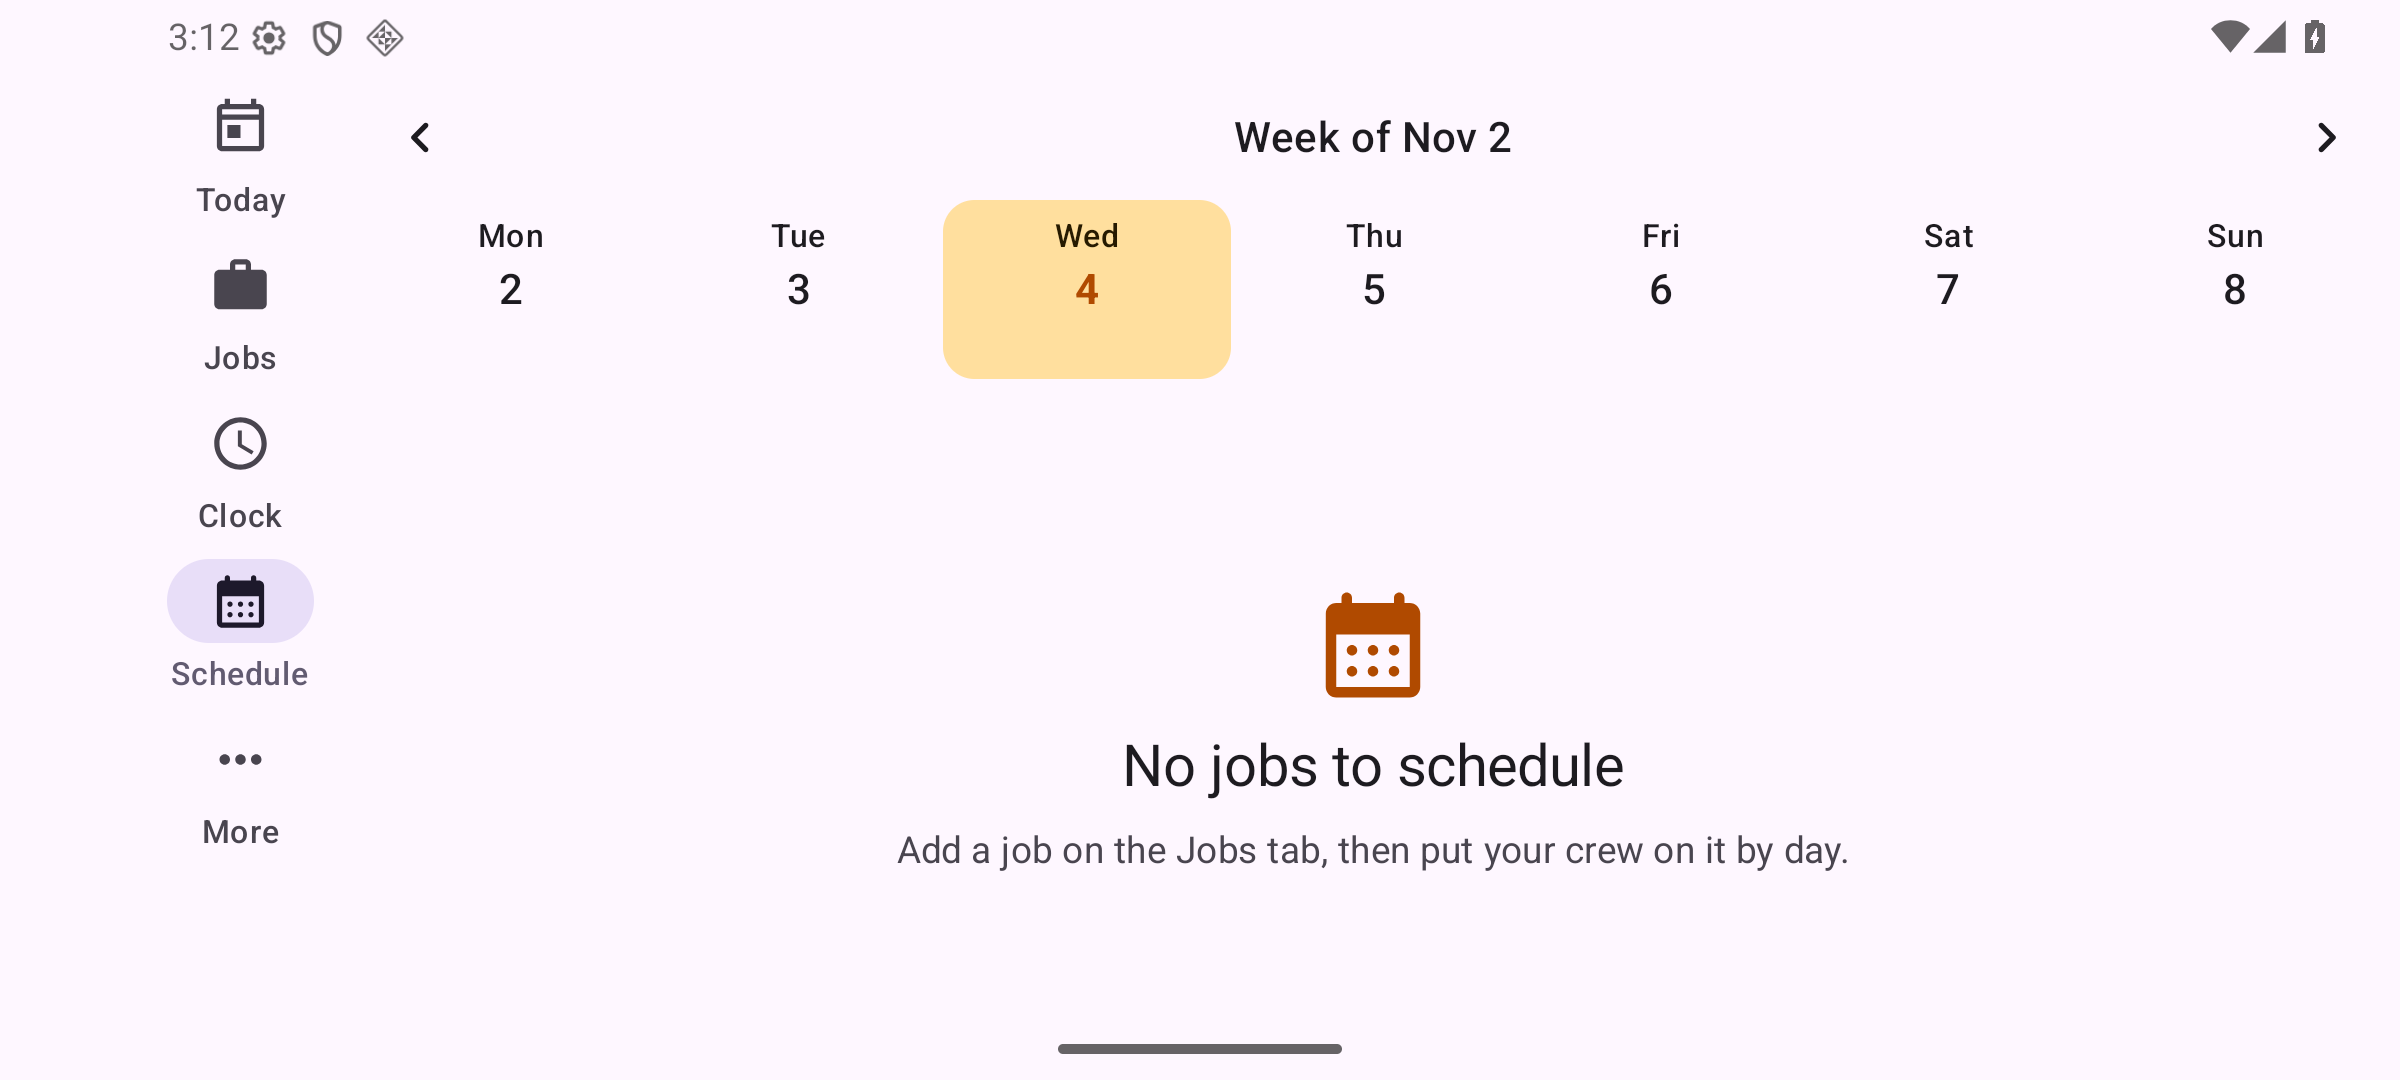 3:12
Today
Jobs
Clock
Schedule
More
Week of Nov 2
Mon Tue Wed Thu Fri Sat Sun
2 3 4 5 6 7 8
No jobs to schedule
Add a job on the Jobs tab, then put your crew on it by day.